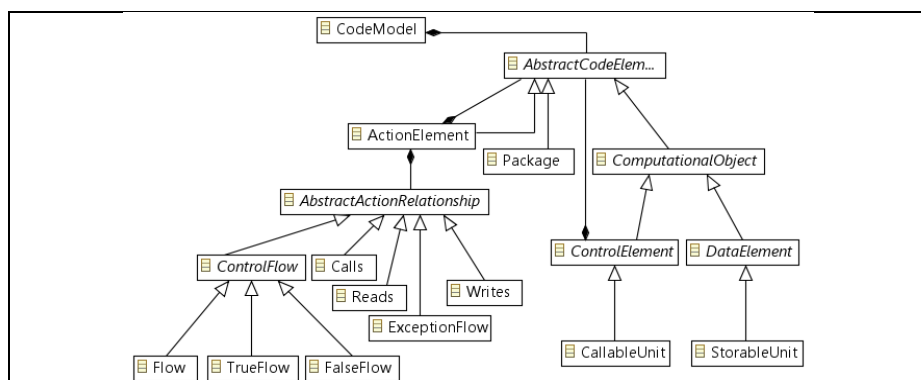 CodeModel
AbstractCodeElem...
ActionElement
Package
ComputationalObject
AbstractActionRelationship
ControlFlow
Calls
Reads
Writes
ExceptionFlow
ControlElement
DataElement
Flow
TrueFlow
FalseFlow
CallableUnit
StorableUnit